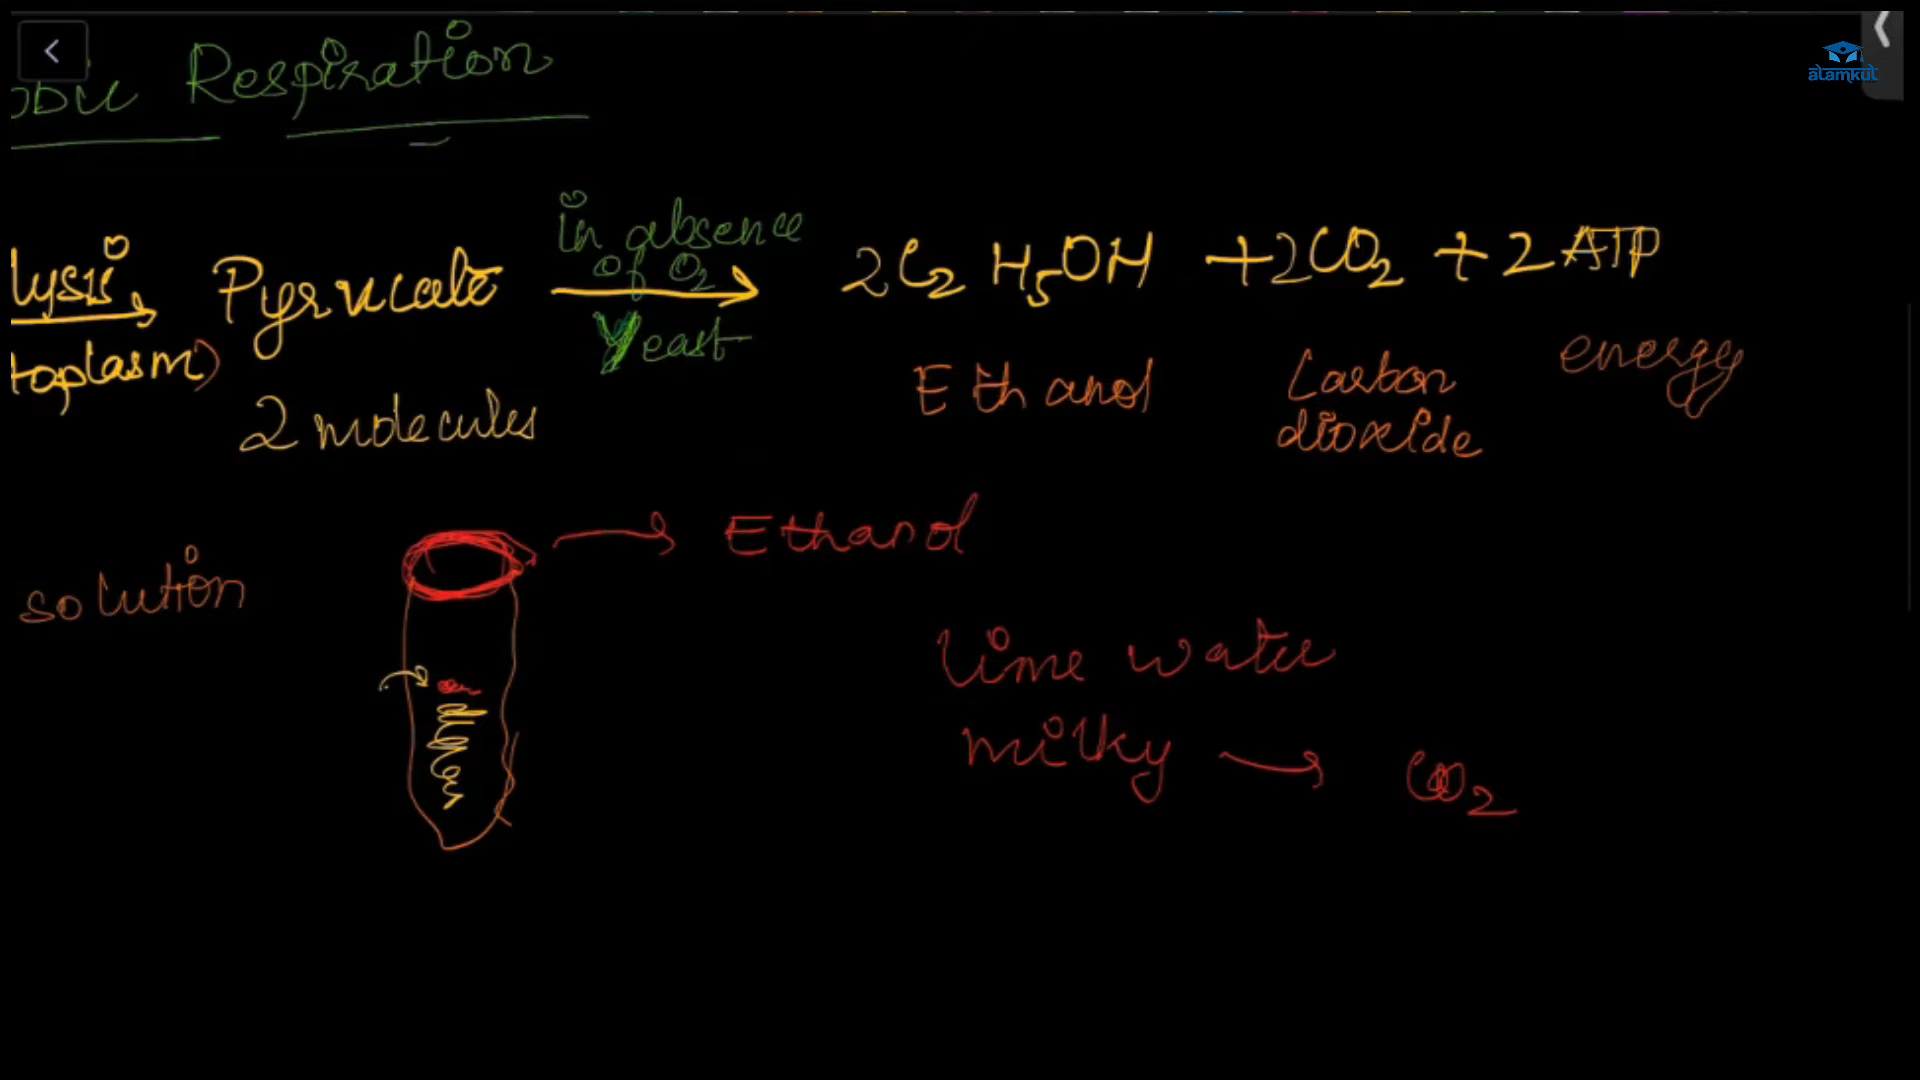 Respiration
alamkul
lysis Pyruvate in absence of O2 Yeast 2C2H5OH + 2CO2 + 2ATP
toplasm) 2 molecules Ethanol Carbon dioxide energy
solution Ethanol
lime water
milky → CO2